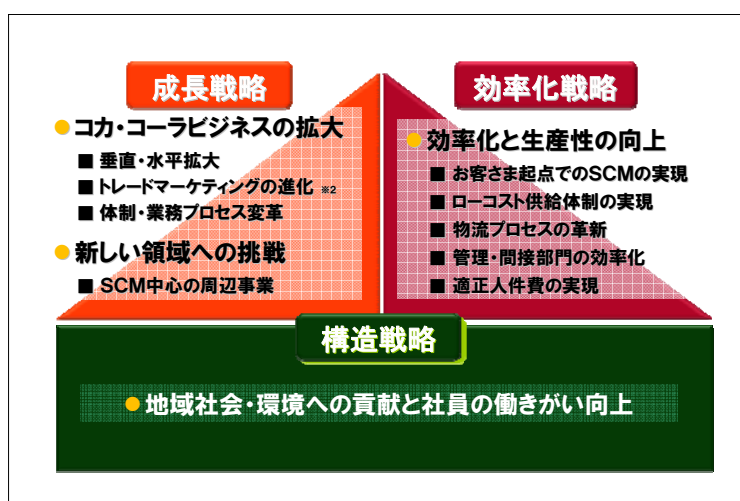 成長戦略
●コカ・コーラビジネスの拡大
■ 垂直・水平拡大
■ トレードマーケティングの進化 ※2
■ 体制・業務プロセス変革
●新しい領域への挑戦
■ SCM中心の周辺事業
効率化戦略
●効率化と生産性の向上
■ お客さま起点でのSCMの実現
■ ローコスト供給体制の実現
■ 物流プロセスの革新
■ 管理・間接部門の効率化
■ 適正人件費の実現
構造戦略
●地域社会・環境への貢献と社員の働きがい向上